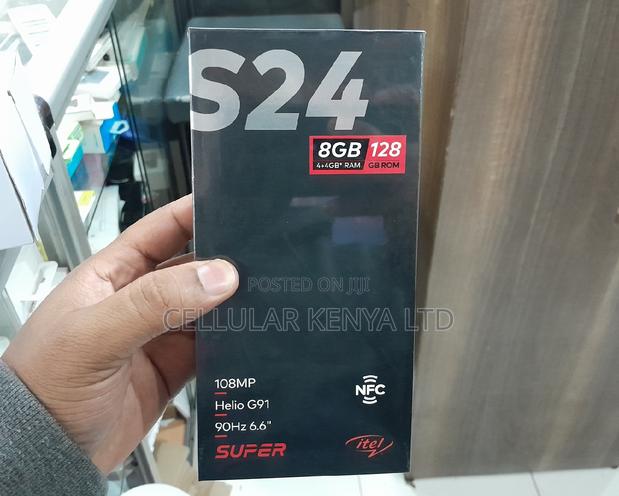 S24
8GB 128
4+4GB* RAM GB ROM
POSTED ON JIJI
CELLULAR KENYA LTD
108MP
Helio G91
90Hz 6.6"
NFC
SUPER
itel